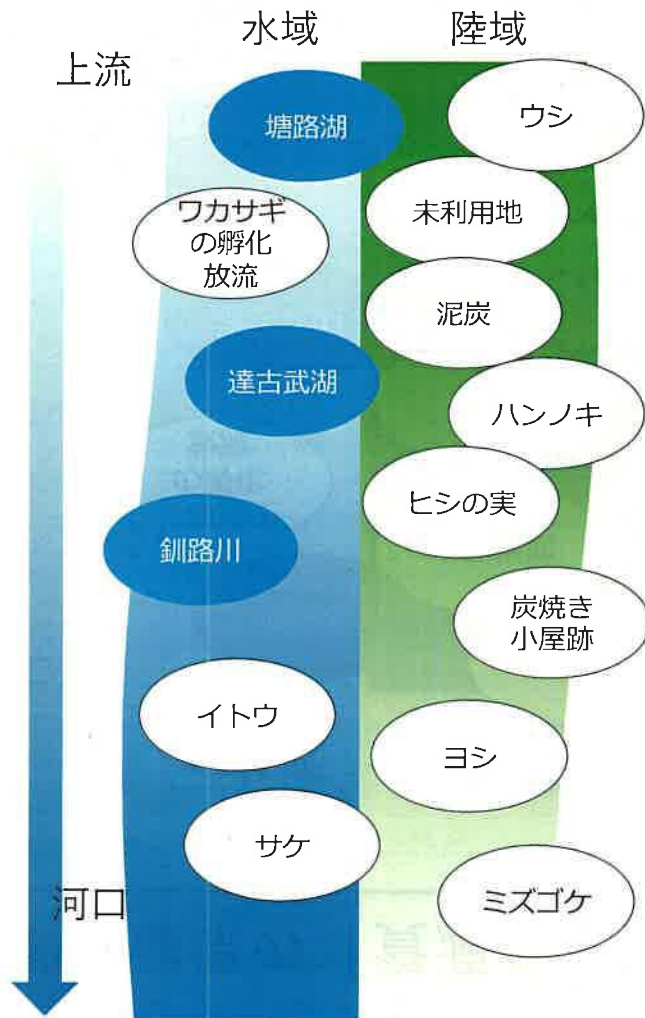 水域
陸域
上流
塘路湖
ウシ
ワカサギ
の孵化
放流
未利用地
泥炭
達古武湖
ハンノキ
ヒシの実
釧路川
炭焼き
小屋跡
イトウ
ヨシ
サケ
河口
ミズゴケ